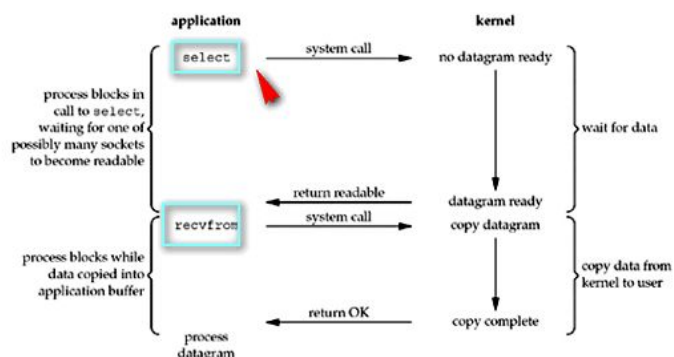 application
kernel
select
system call
no datagram ready
process blocks in
call to select,
waiting for one of
possibly many sockets
to become readable
wait for data
return readable
datagram ready
recvfrom
system call
copy datagram
process blocks while
data copied into
application buffer
copy data from
kernel to user
return OK
copy complete
process
datagram